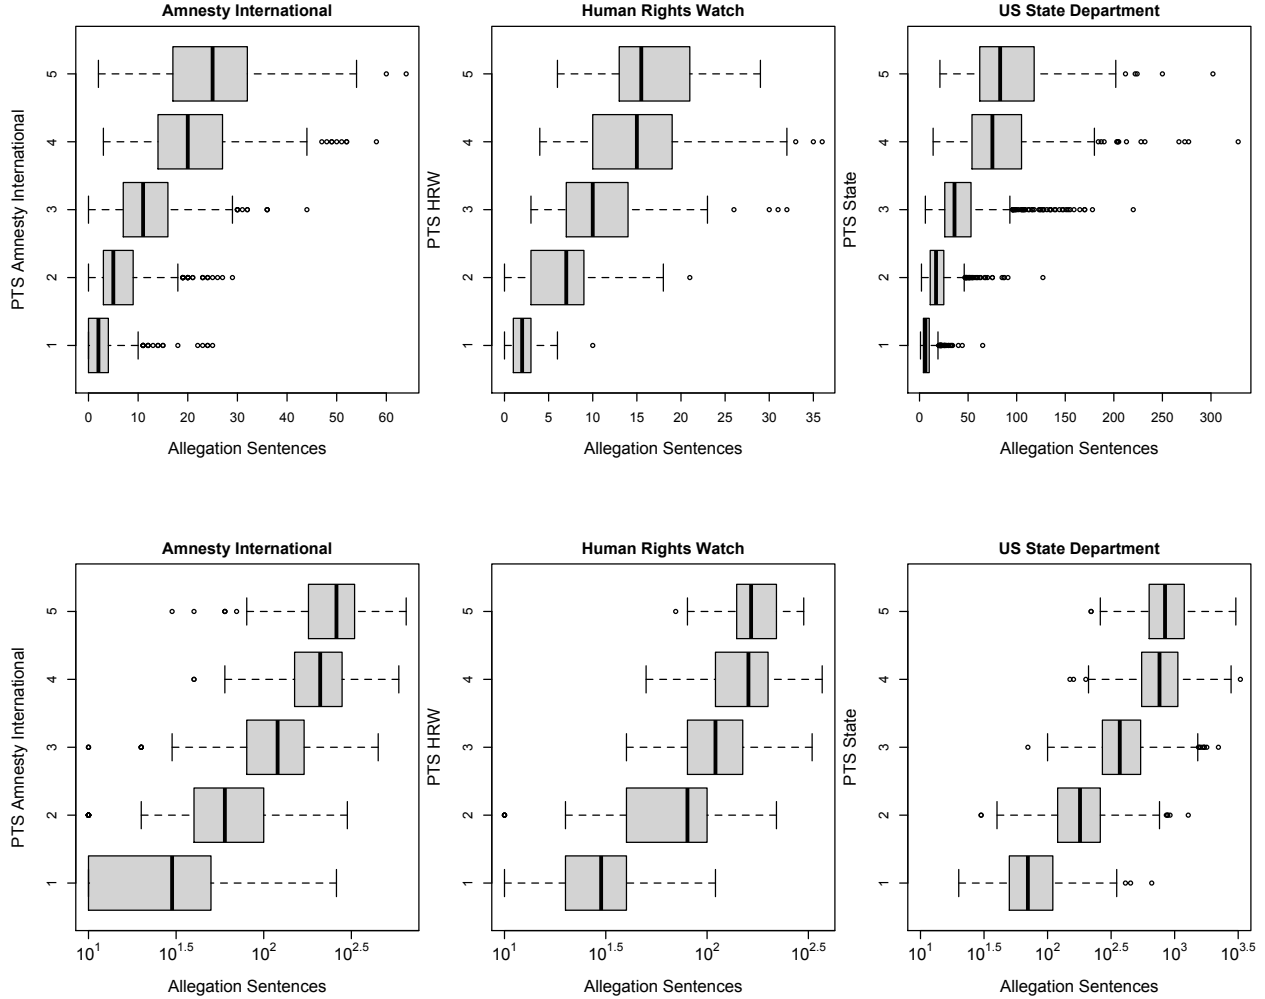 Amnesty International
PTS Amnesty International
5
4
3
2
1
0 10 20 30 40 50 60
Allegation Sentences
Human Rights Watch
PTS HRW
0 5 10 15 20 25 30 35
Allegation Sentences
US State Department
PTS State
0 50 100 150 200 250 300
Allegation Sentences
Amnesty International
PTS Amnesty International
5
4
3
2
1
10^1 10^1.5 10^2 10^2.5
Allegation Sentences
Human Rights Watch
PTS HRW
10^1 10^1.5 10^2 10^2.5
Allegation Sentences
US State Department
PTS State
10^1 10^1.5 10^2 10^2.5 10^3 10^3.5
Allegation Sentences